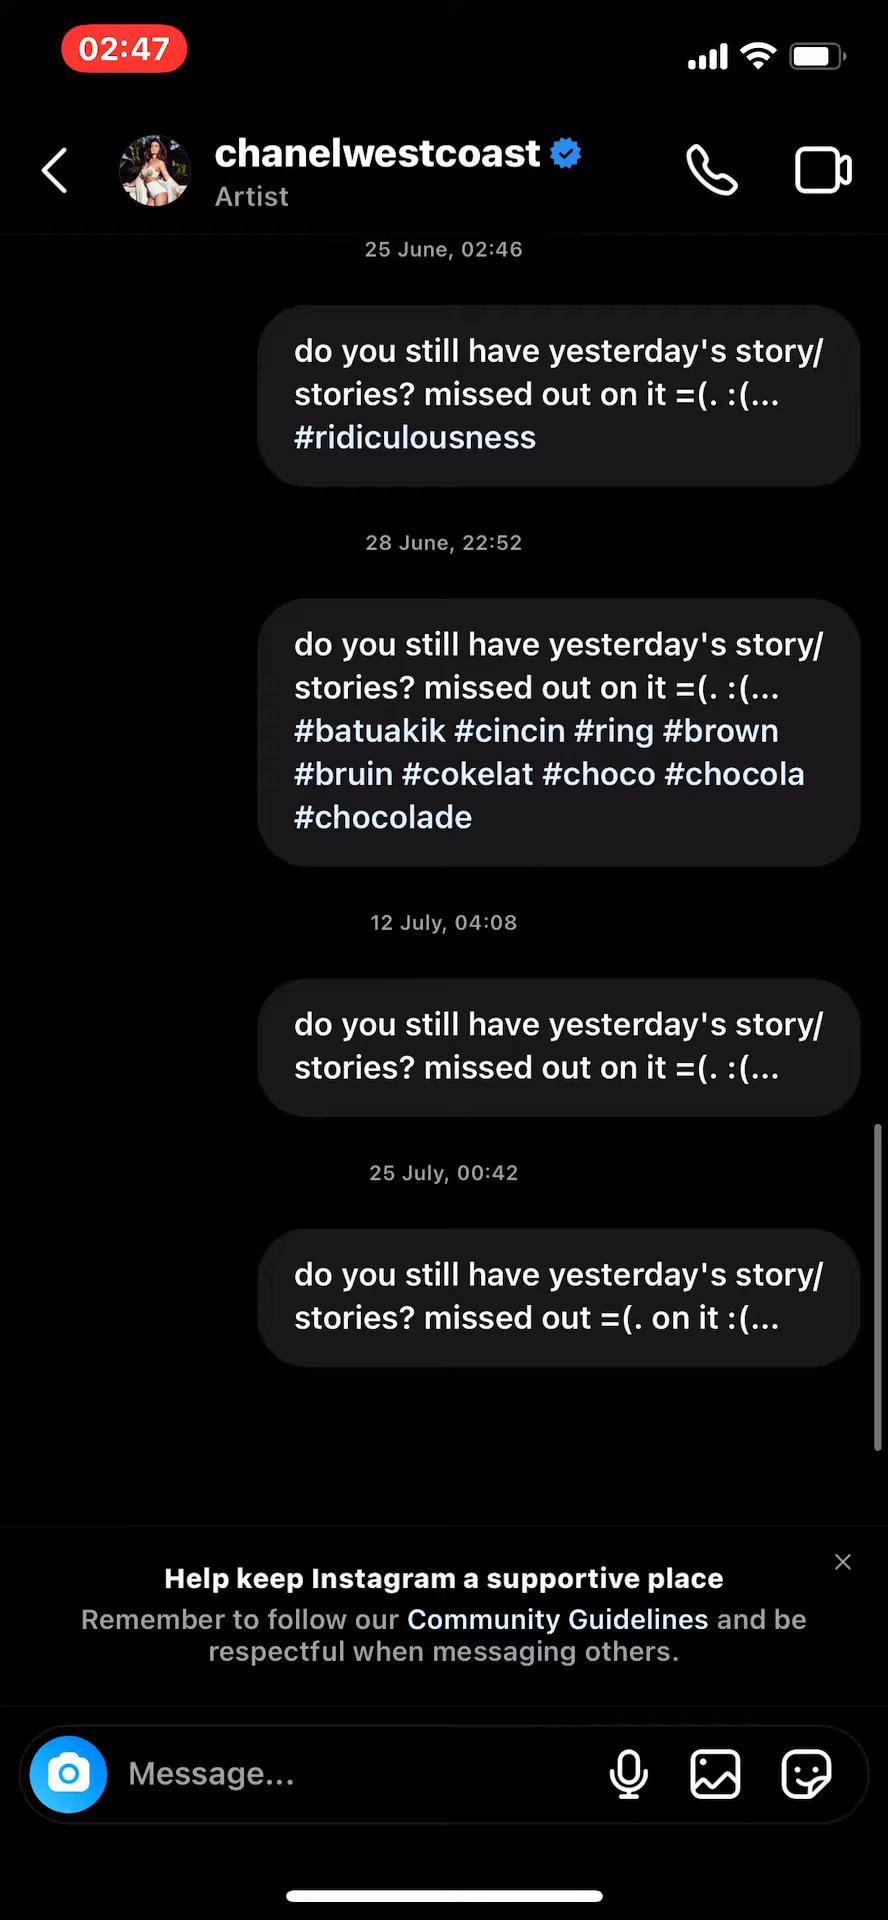 02:47
chanelwestcoast
Artist
25 June, 02:46
do you still have yesterday's story/
stories? missed out on it =(. :(...
#ridiculousness
28 June, 22:52
do you still have yesterday's story/
stories? missed out on it =(. :(...
#batuakik #cincin #ring #brown
#bruin #cokelat #choco #chocola
#chocolade
12 July, 04:08
do you still have yesterday's story/
stories? missed out on it =(. :(...
25 July, 00:42
do you still have yesterday's story/
stories? missed out =(. on it :(...
Help keep Instagram a supportive place
Remember to follow our Community Guidelines and be
respectful when messaging others.
Message...